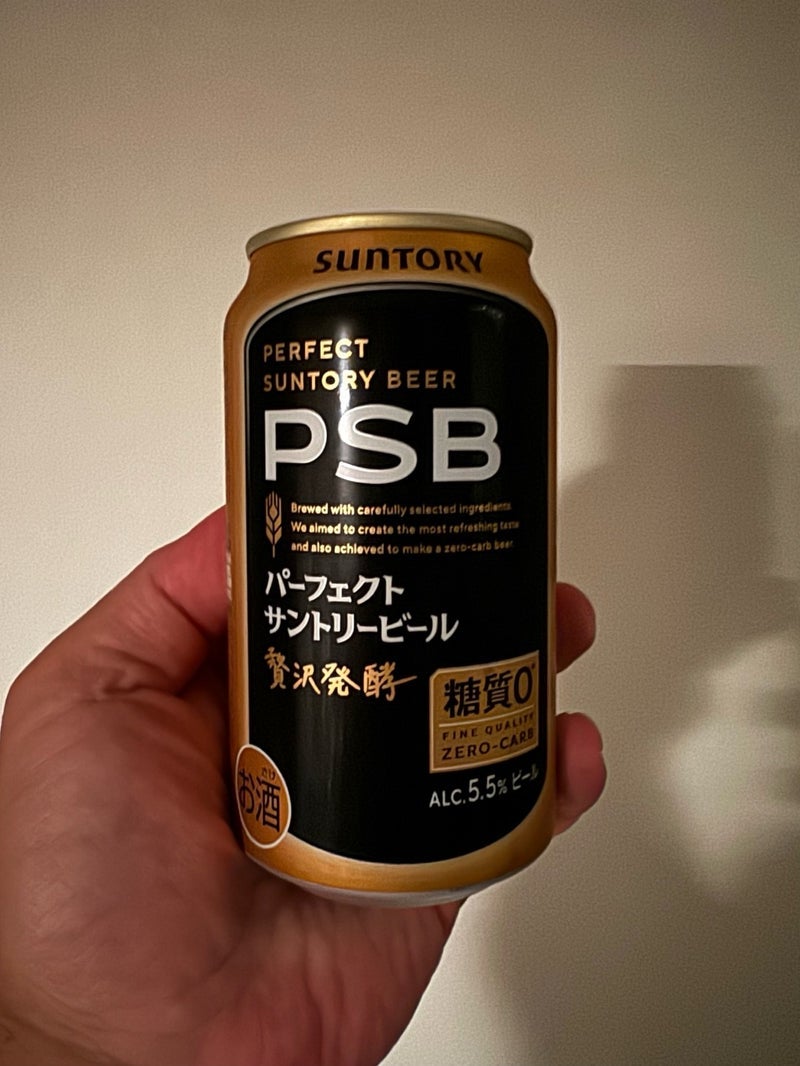 SUNTORY
PERFECT
SUNTORY BEER
PSB
Brewed with carefully selected ingredients.
We aimed to create the most refreshing taste
and also achieved to make a zero-carb beer.
パーフェクト
サントリービール
贅沢発酵
糖質0*
FINE QUALITY
ZERO-CARB
ALC.5.5% ビール
さけ
お酒